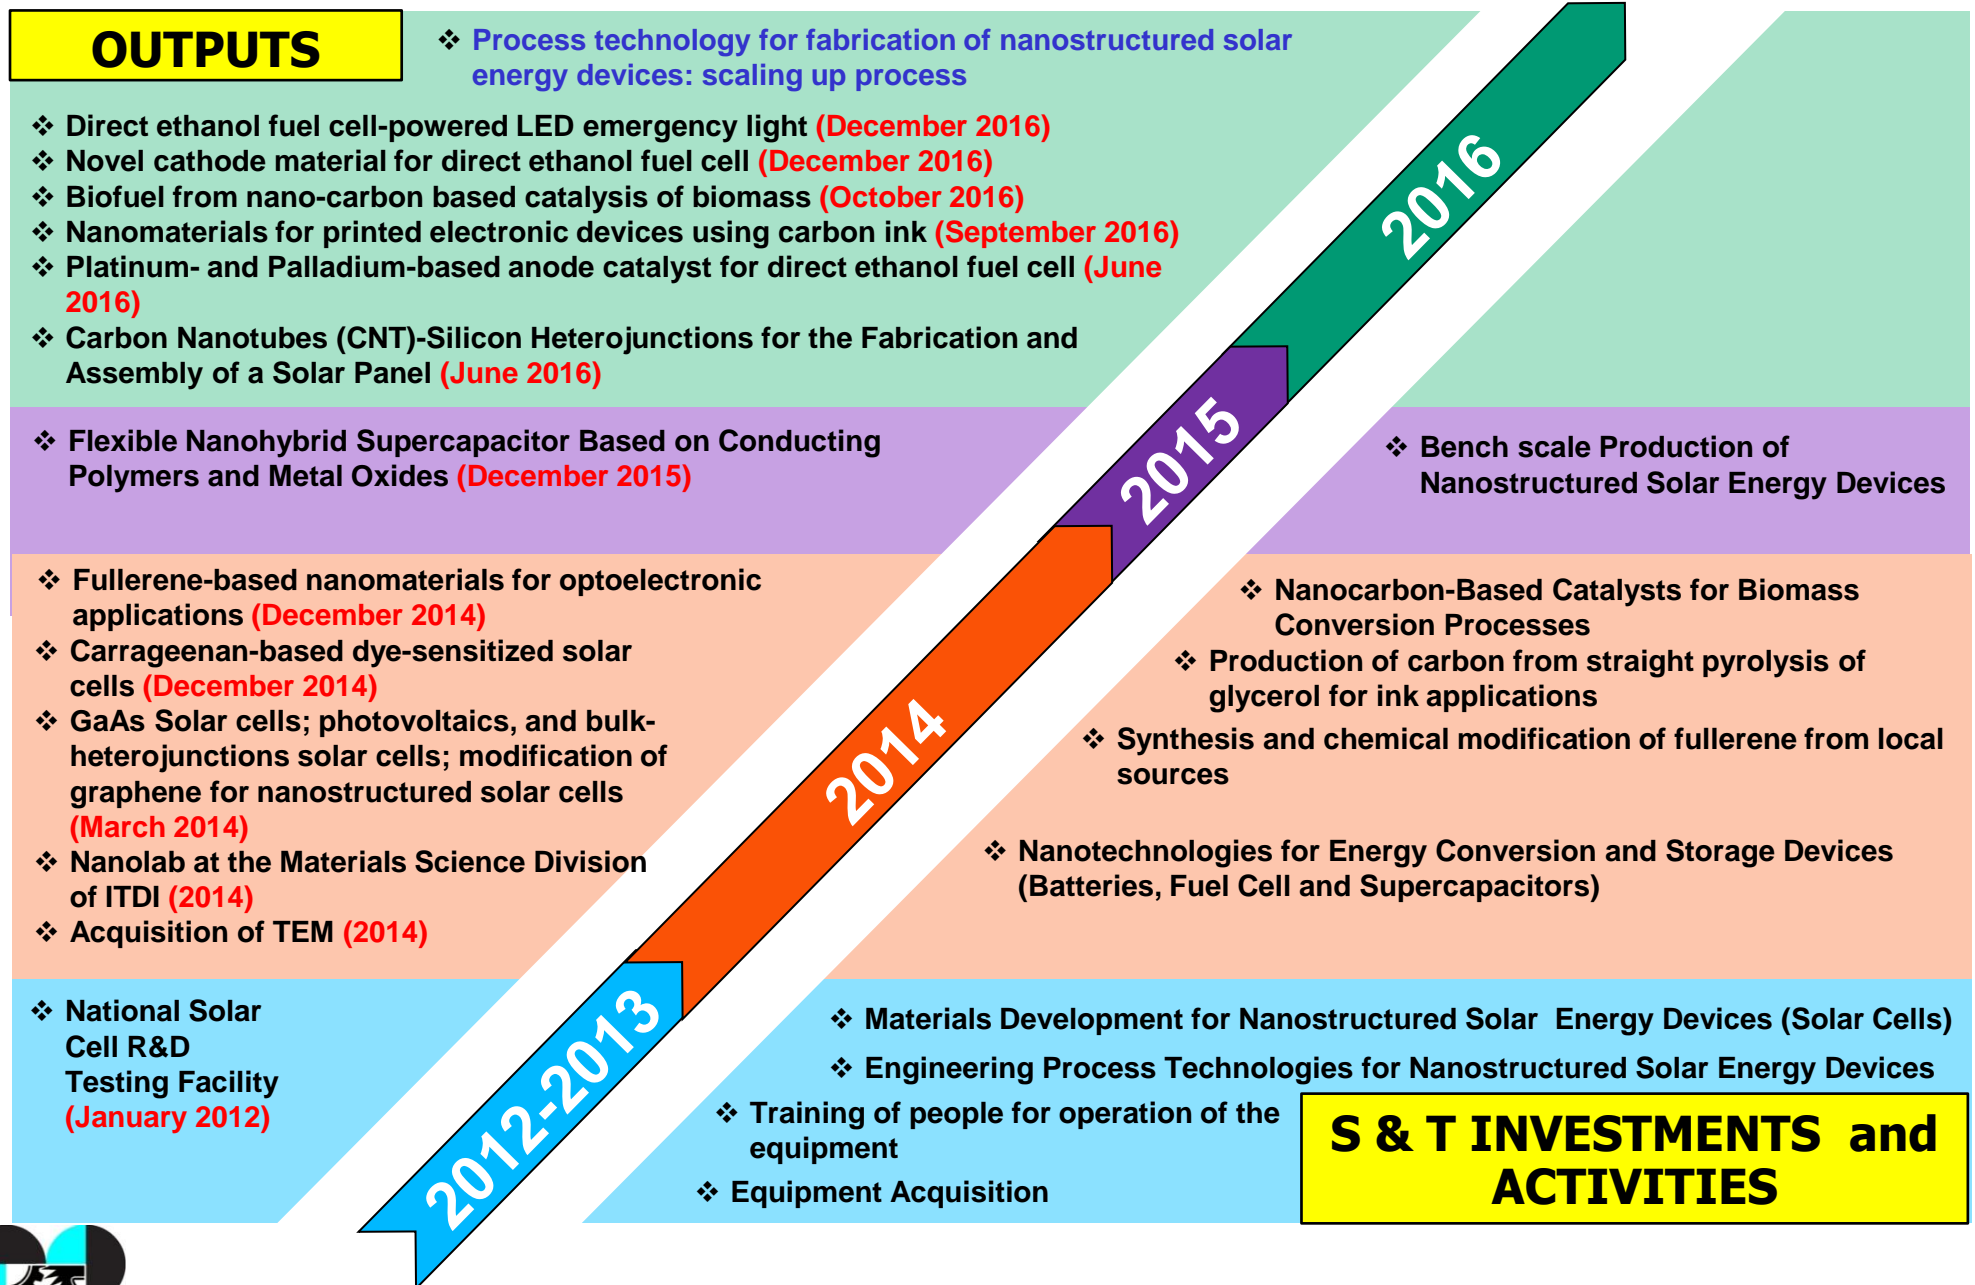 OUTPUTS
❖ Process technology for fabrication of nanostructured solar
energy devices: scaling up process
❖ Direct ethanol fuel cell-powered LED emergency light (December 2016)
❖ Novel cathode material for direct ethanol fuel cell (December 2016)
❖ Biofuel from nano-carbon based catalysis of biomass (October 2016)
❖ Nanomaterials for printed electronic devices using carbon ink (September 2016)
❖ Platinum- and Palladium-based anode catalyst for direct ethanol fuel cell (June
2016)
❖ Carbon Nanotubes (CNT)-Silicon Heterojunctions for the Fabrication and
Assembly of a Solar Panel (June 2016)
2016
❖ Flexible Nanohybrid Supercapacitor Based on Conducting
Polymers and Metal Oxides (December 2015)
2015
❖ Bench scale Production of
Nanostructured Solar Energy Devices
❖ Fullerene-based nanomaterials for optoelectronic
applications (December 2014)
❖ Carrageenan-based dye-sensitized solar
cells (December 2014)
❖ GaAs Solar cells; photovoltaics, and bulk-
heterojunctions solar cells; modification of
graphene for nanostructured solar cells
(March 2014)
❖ Nanolab at the Materials Science Division
of ITDI (2014)
❖ Acquisition of TEM (2014)
2014
❖ Nanocarbon-Based Catalysts for Biomass
Conversion Processes
❖ Production of carbon from straight pyrolysis of
glycerol for ink applications
❖ Synthesis and chemical modification of fullerene from local
sources
❖ Nanotechnologies for Energy Conversion and Storage Devices
(Batteries, Fuel Cell and Supercapacitors)
❖ National Solar
Cell R&D
Testing Facility
(January 2012)
2012-2013
❖ Materials Development for Nanostructured Solar  Energy Devices (Solar Cells)
❖ Engineering Process Technologies for Nanostructured Solar Energy Devices
❖ Training of people for operation of the
equipment
❖ Equipment Acquisition
S & T INVESTMENTS  and
ACTIVITIES